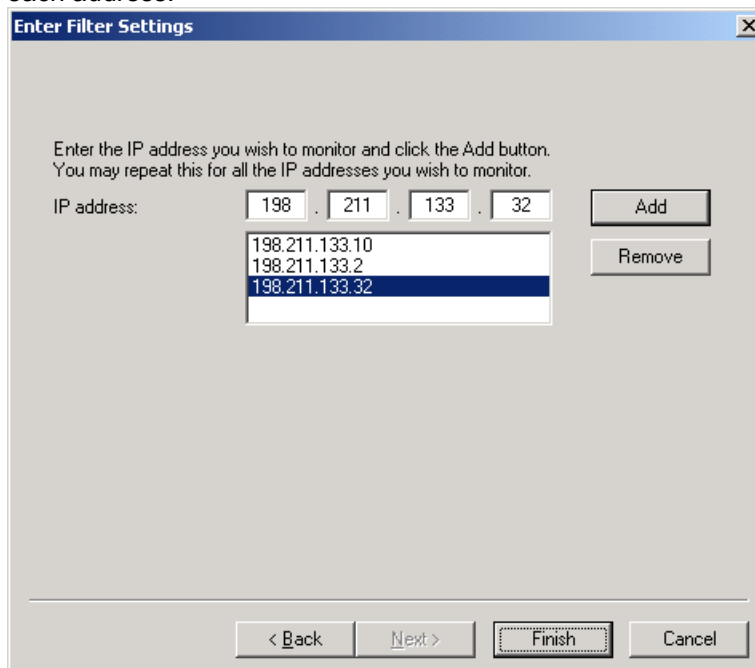 each address.
Enter Filter Settings
Enter the IP address you wish to monitor and click the Add button.
You may repeat this for all the IP addresses you wish to monitor.
IP address: 198 . 211 . 133 . 32 Add
198.211.133.10
198.211.133.2
198.211.133.32
Remove
< Back Next > Finish Cancel